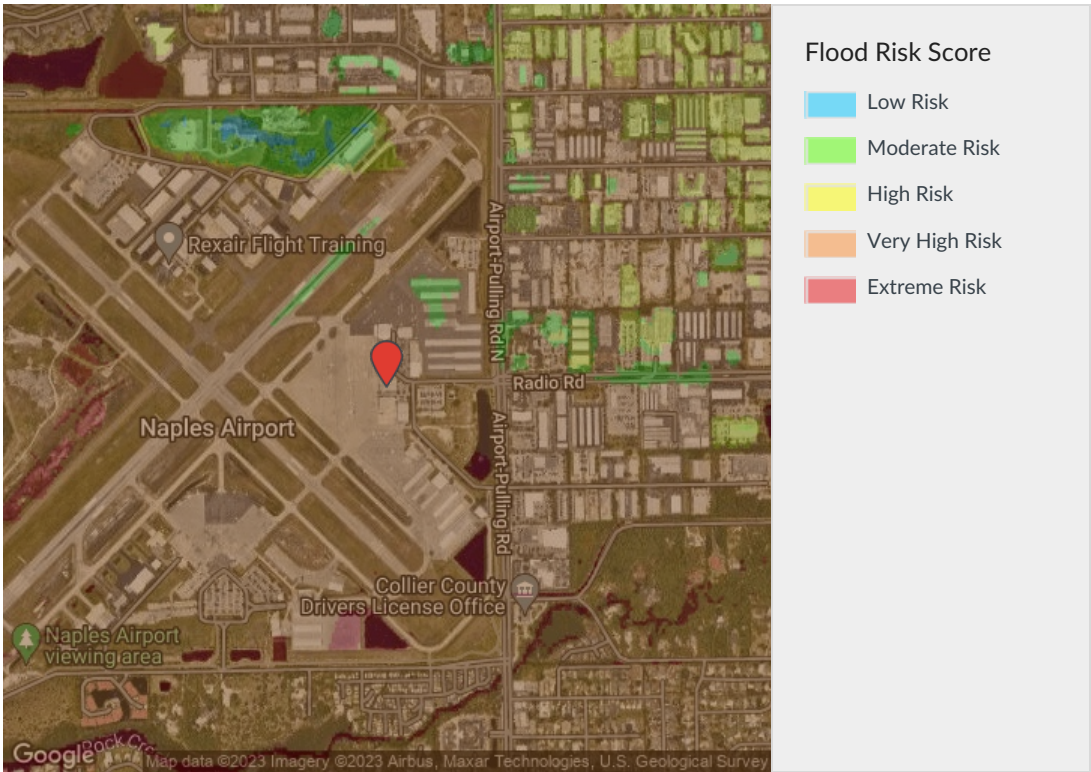 Flood Risk Score
Low Risk
Moderate Risk
High Risk
Very High Risk
Extreme Risk
Airport-Pulling Rd N
Rexair Flight Training
Radio Rd
Naples Airport
Airport-Pulling Rd
Collier County
Drivers License Office
Naples Airport
viewing area
Rock Cr
Google
Map data ©2023 Imagery ©2023 Airbus, Maxar Technologies, U.S. Geological Survey